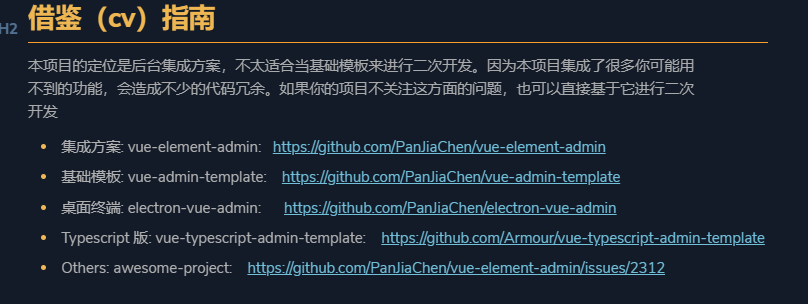 H2
借鉴（cv）指南
本项目的定位是后台集成方案，不太适合当基础模板来进行二次开发。因为本项目集成了很多你可能用
不到的功能，会造成不少的代码冗余。如果你的项目不关注这方面的问题，也可以直接基于它进行二次
开发
• 集成方案: vue-element-admin: https://github.com/PanJiaChen/vue-element-admin
• 基础模板: vue-admin-template: https://github.com/PanJiaChen/vue-admin-template
• 桌面终端: electron-vue-admin: https://github.com/PanJiaChen/electron-vue-admin
• Typescript 版: vue-typescript-admin-template: https://github.com/Armour/vue-typescript-admin-template
• Others: awesome-project: https://github.com/PanJiaChen/vue-element-admin/issues/2312